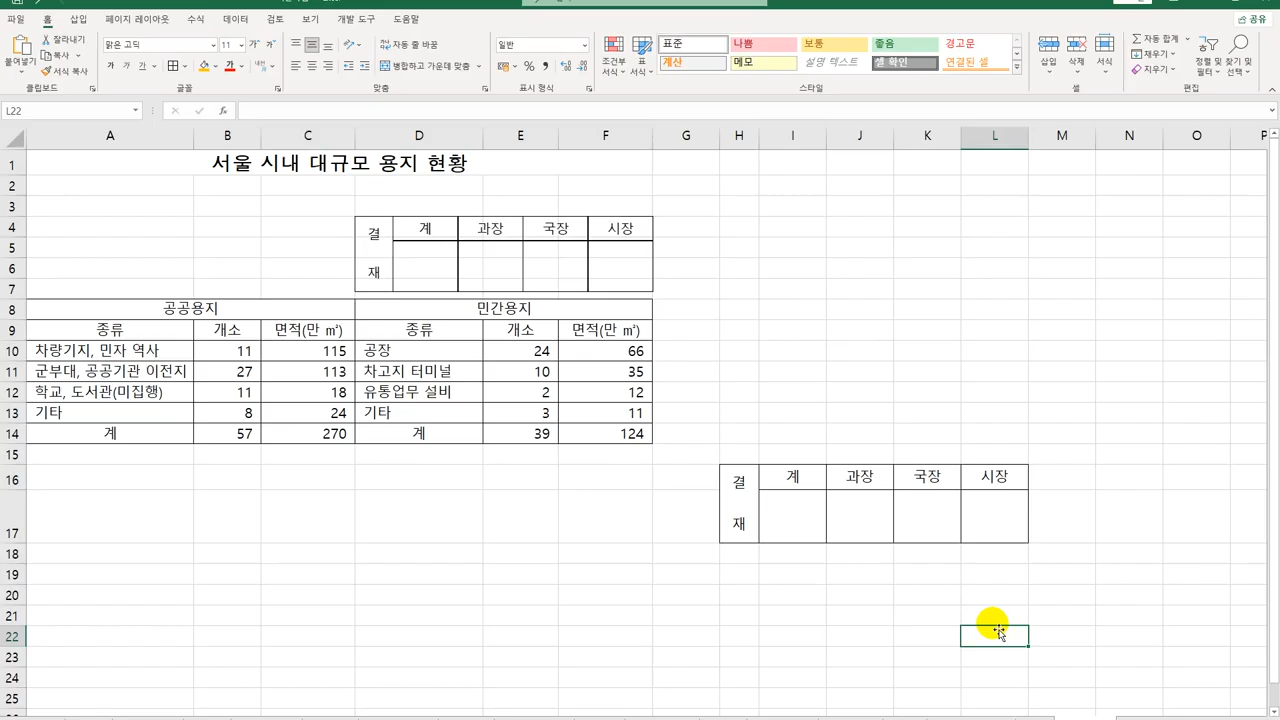 파일 홈 삽입 페이지 레이아웃 수식 데이터 검토 보기 개발 도구 도움말 공유
붙여넣기 잘라내기 복사 서식 복사 클립보드
맑은 고딕 11 가 가
가 가 가 가 글꼴
자동 줄 바꿈
병합하고 가운데 맞춤 맞춤
일반
% 표시 형식
조건부 서식 표 서식
표준 나쁨 보통 좋음 경고문
계산 메모 설명 텍스트 셀 확인 연결된 셀
스타일
삽입 삭제 서식 셀
자동 합계 채우기 지우기 정렬 및 필터 찾기 및 선택 편집
L22 fx
A B C D E F G H I J K L M N O P
1 서울 시내 대규모 용지 현황
2
3
4 결 계 과장 국장 시장
5
6 재
7
8 공공용지 민간용지
9 종류 개소 면적(만 ㎡) 종류 개소 면적(만 ㎡)
10 차량기지, 민자 역사 11 115 공장 24 66
11 군부대, 공공기관 이전지 27 113 차고지 터미널 10 35
12 학교, 도서관(미집행) 11 18 유통업무 설비 2 12
13 기타 8 24 기타 3 11
14 계 57 270 계 39 124
15
16 결 계 과장 국장 시장
17 재
18
19
20
21
22
23
24
25